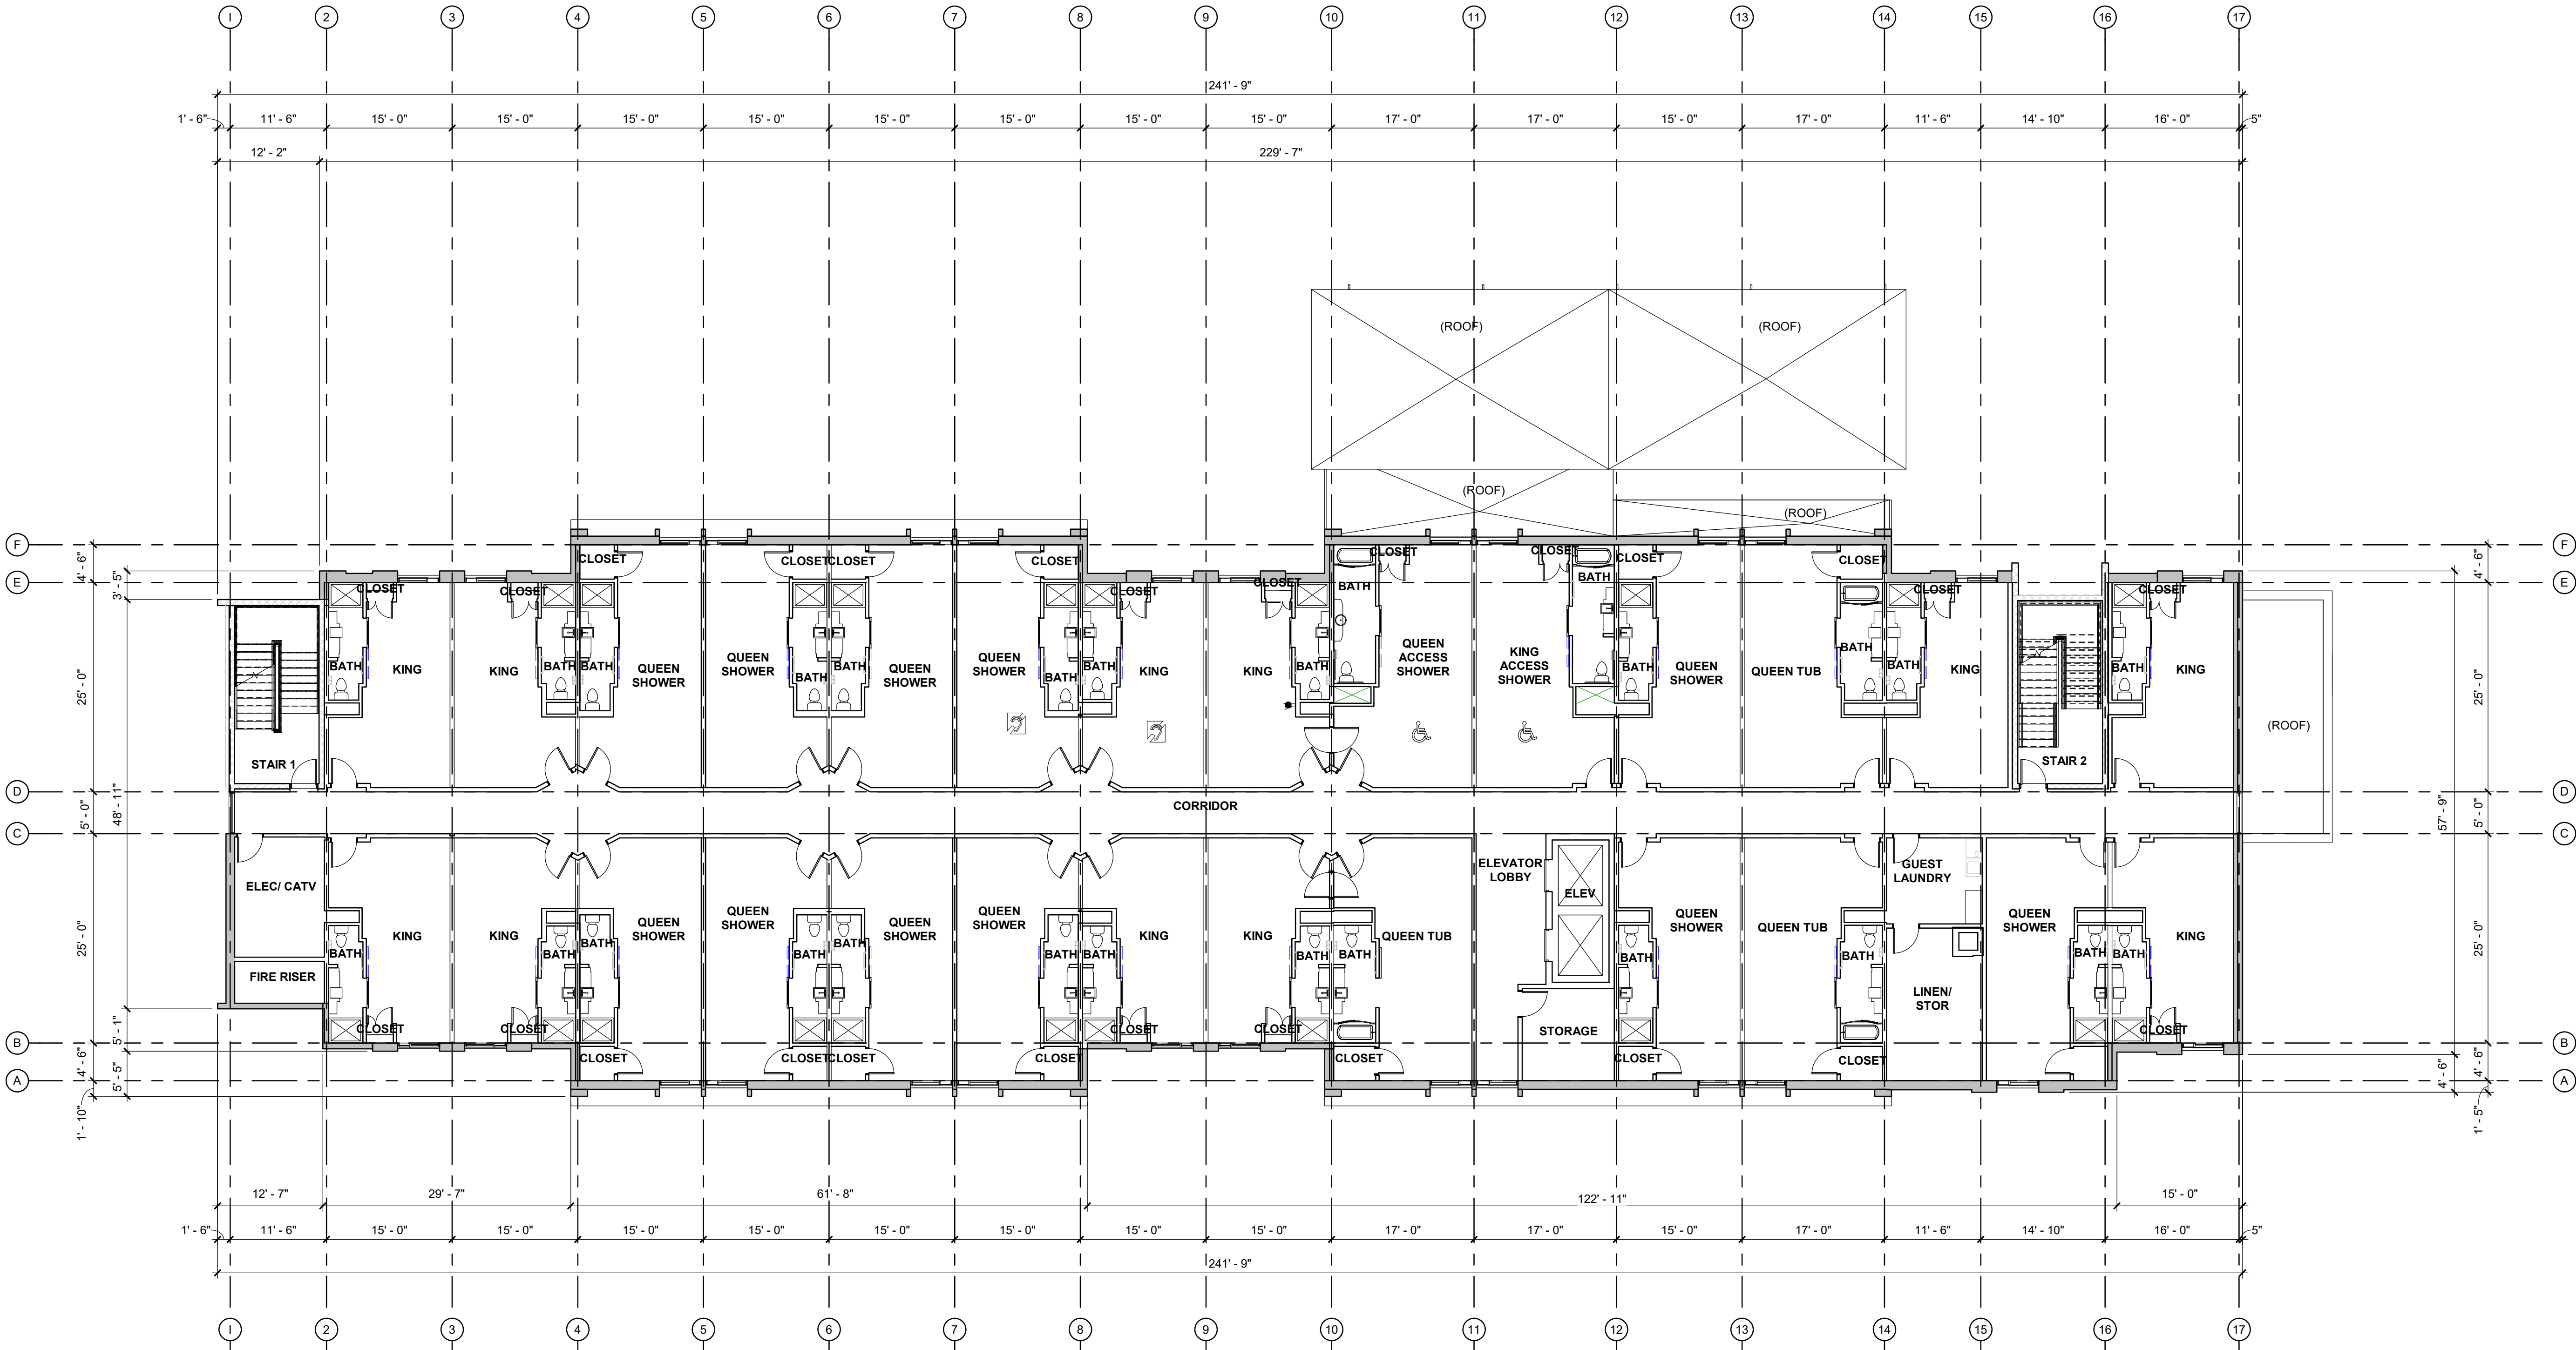 I 2 3 4 5 6 7 8 9 10 11 12 13 14 15 16 17
241' - 9"
1' - 6" 11' - 6" 15' - 0" 15' - 0" 15' - 0" 15' - 0" 15' - 0" 15' - 0" 15' - 0" 15' - 0" 17' - 0" 17' - 0" 15' - 0" 17' - 0" 11' - 6" 14' - 10" 16' - 0" 5"
12' - 2" 229' - 7"
(ROOF) (ROOF)
(ROOF)
(ROOF)
F F
4' - 6" 4' - 6"
3' - 5"
E E
CLOSET CLOSET CLOSET CLOSET CLOSET CLOSET CLOSET CLOSET
CLOSET CLOSET CLOSET CLOSET CLOSET CLOSET CLOSET
BATH BATH
25' - 0" 25' - 0"
BATH BATH BATH BATH BATH BATH BATH BATH BATH BATH BATH BATH BATH
KING
KING
QUEEN
SHOWER
QUEEN
SHOWER
QUEEN
SHOWER
QUEEN
SHOWER
KING
KING
QUEEN
ACCESS
SHOWER
KING
ACCESS
SHOWER
QUEEN
SHOWER
QUEEN TUB
KING
KING
(ROOF)
STAIR 1
STAIR 2
D D
48' - 11"
57' - 9"
5' - 0" 5' - 0"
CORRIDOR
C C
ELEC/ CATV
ELEVATOR
LOBBY
ELEV
GUEST
LAUNDRY
25' - 0" 25' - 0"
KING
KING
QUEEN
SHOWER
QUEEN
SHOWER
QUEEN
SHOWER
QUEEN
SHOWER
KING
KING
QUEEN TUB
QUEEN
SHOWER
QUEEN TUB
QUEEN
SHOWER
KING
BATH BATH BATH BATH BATH BATH BATH BATH BATH BATH BATH BATH BATH
FIRE RISER
LINEN/
STOR
STORAGE
CLOSET CLOSET CLOSET CLOSET CLOSET
5' - 1"
B B
4' - 6" 4' - 6"
5' - 5"
4' - 6"
CLOSET CLOSET CLOSET CLOSET CLOSET CLOSET CLOSET
A A
1' - 10"
1' - 5"
12' - 7" 29' - 7" 61' - 8" 122' - 11" 15' - 0"
1' - 6" 11' - 6" 15' - 0" 15' - 0" 15' - 0" 15' - 0" 15' - 0" 15' - 0" 15' - 0" 15' - 0" 17' - 0" 17' - 0" 15' - 0" 17' - 0" 11' - 6" 14' - 10" 16' - 0" 5"
241' - 9"
I 2 3 4 5 6 7 8 9 10 11 12 13 14 15 16 17